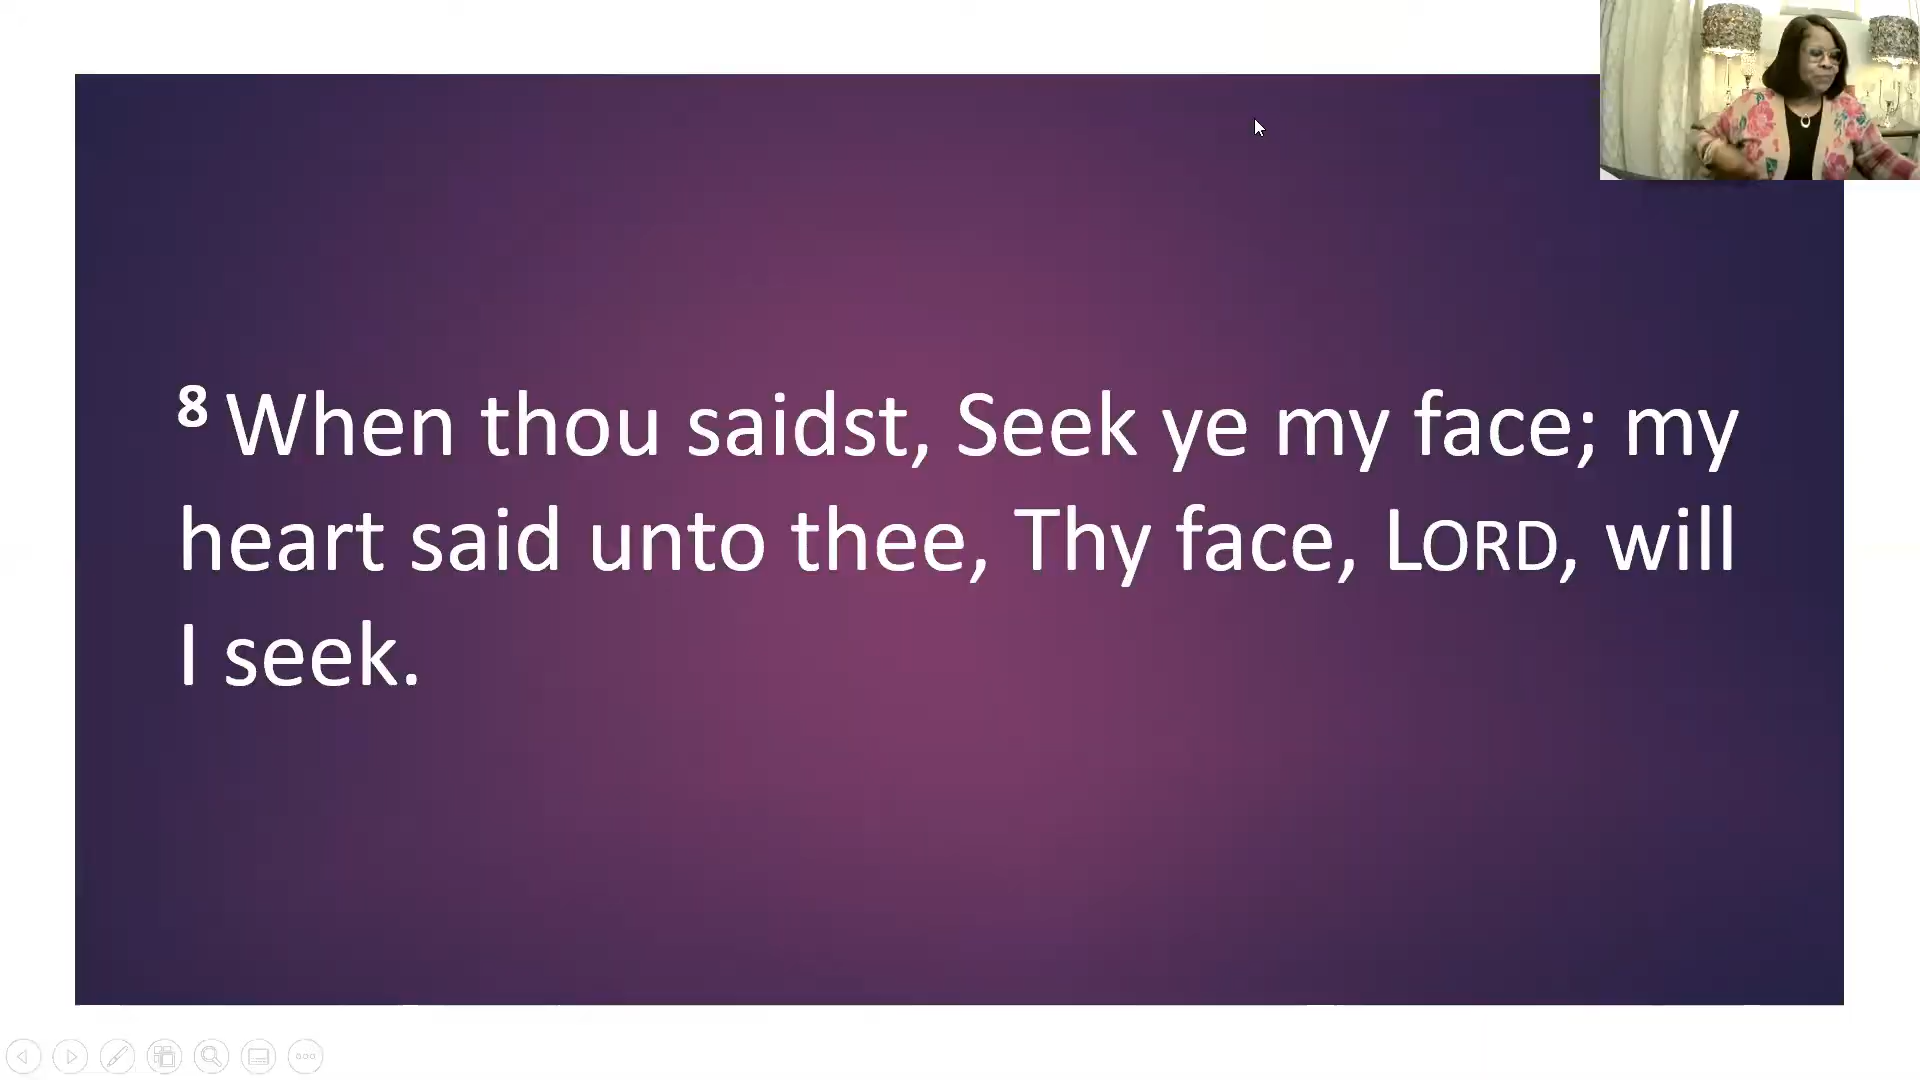 8 When thou saidst, Seek ye my face; my
heart said unto thee, Thy face, LORD, will
I seek.